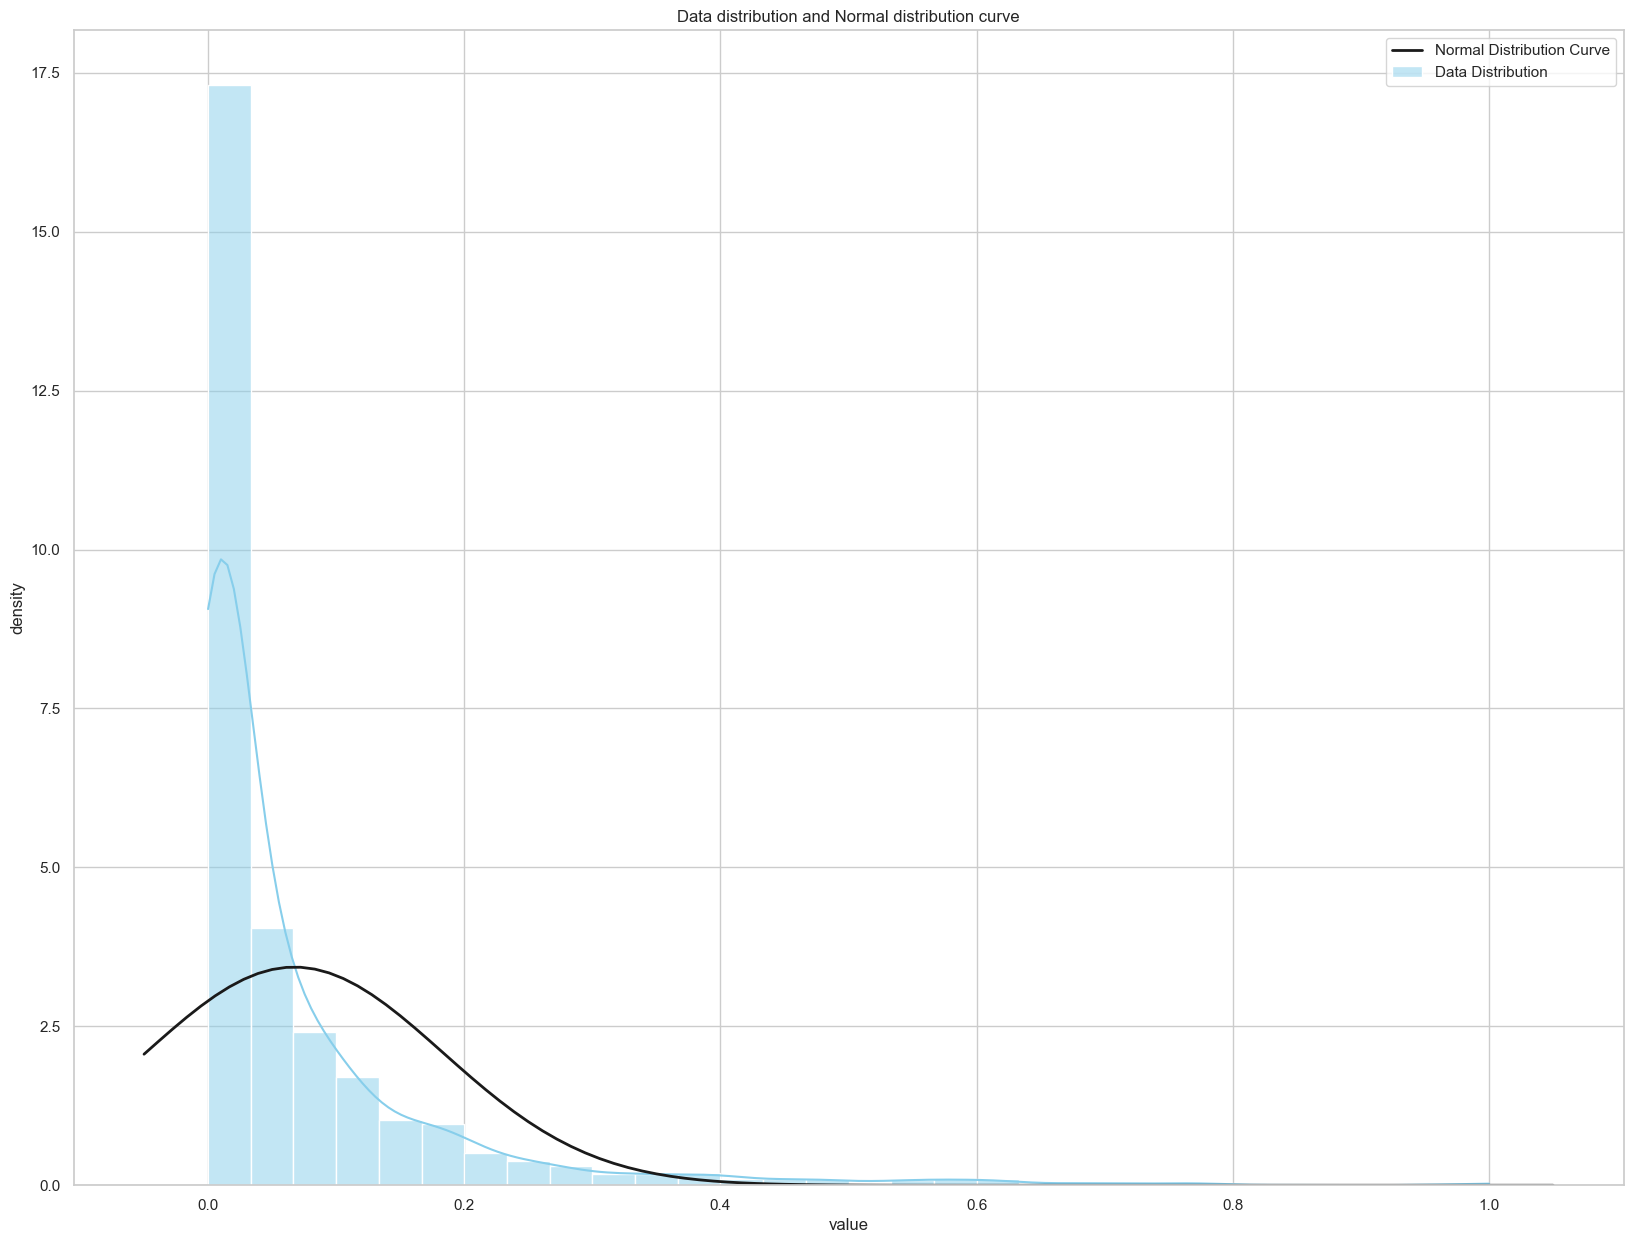 Data distribution and Normal distribution curve
Normal Distribution Curve
Data Distribution
17.5
15.0
12.5
10.0
7.5
5.0
2.5
0.0
density
0.0 0.2 0.4 0.6 0.8 1.0
value